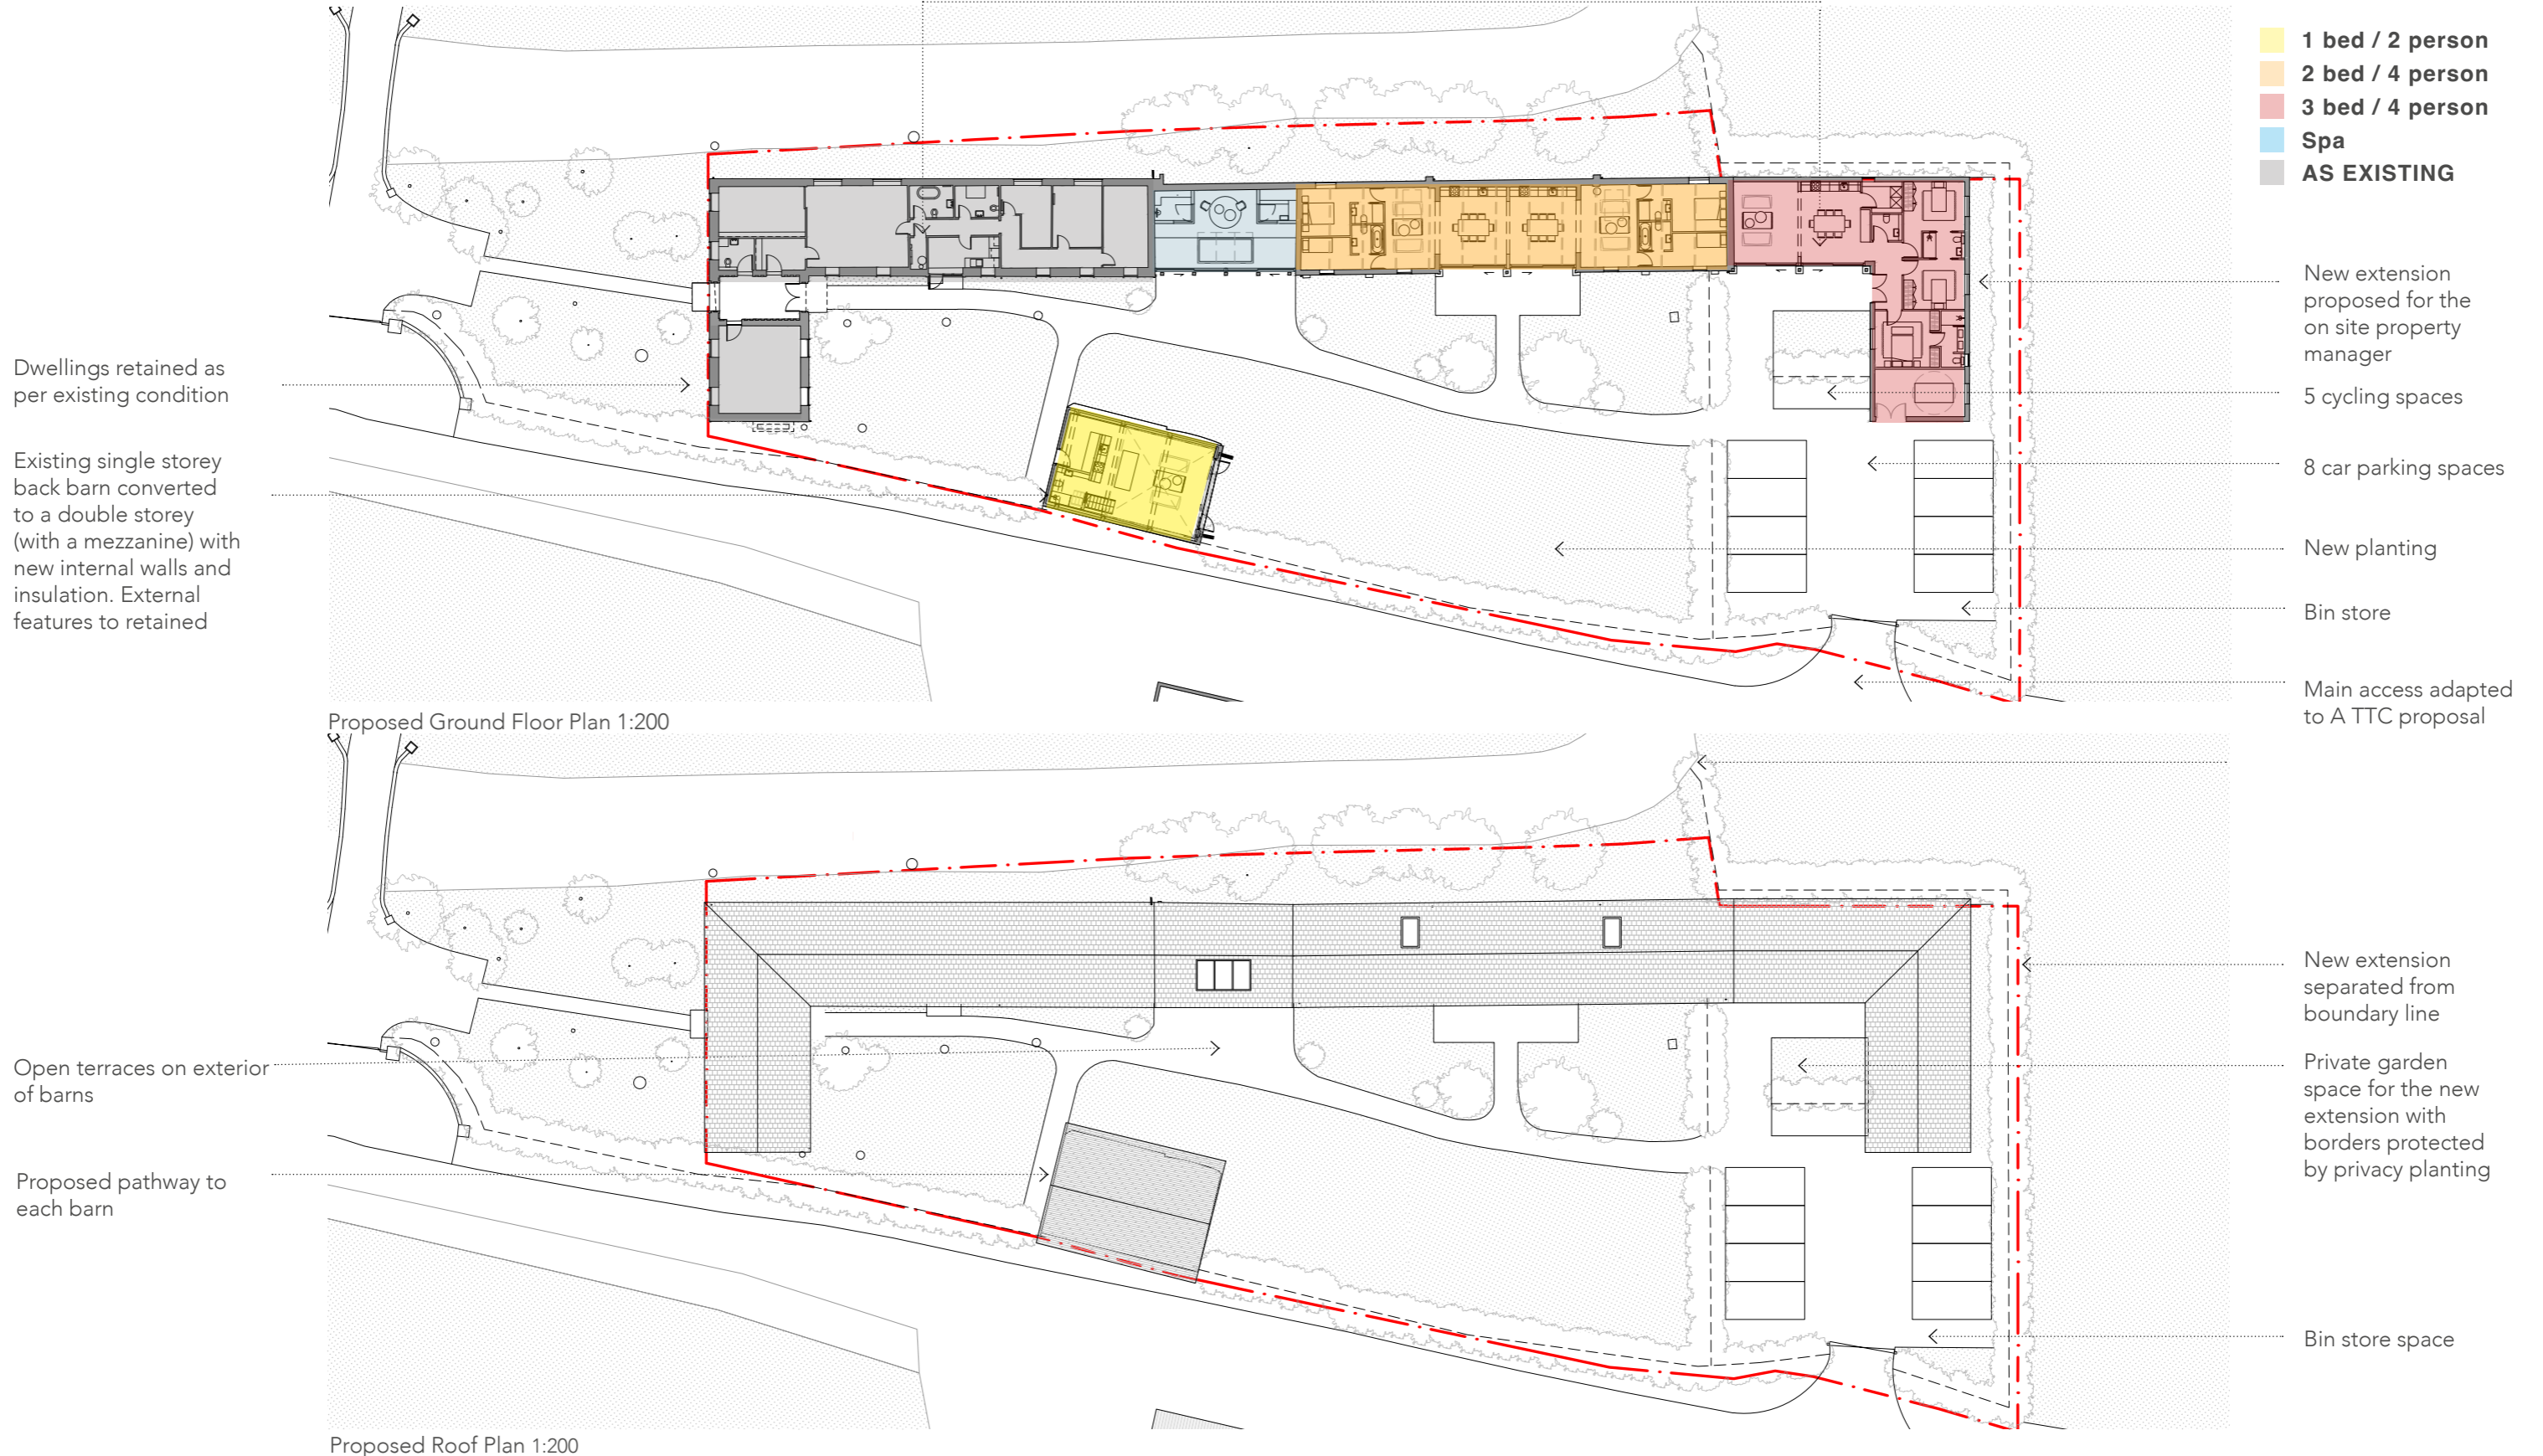 1 bed / 2 person
2 bed / 4 person
3 bed / 4 person
Spa
AS EXISTING
New extension
proposed for the
on site property
manager
5 cycling spaces
8 car parking spaces
New planting
Bin store
Main access adapted
to A TTC proposal
Dwellings retained as
per existing condition
Existing single storey
back barn converted
to a double storey
(with a mezzanine) with
new internal walls and
insulation. External
features to retained
Proposed Ground Floor Plan 1:200
Open terraces on exterior
of barns
Proposed pathway to
each barn
New extension
separated from
boundary line
Private garden
space for the new
extension with
borders protected
by privacy planting
Bin store space
Proposed Roof Plan 1:200